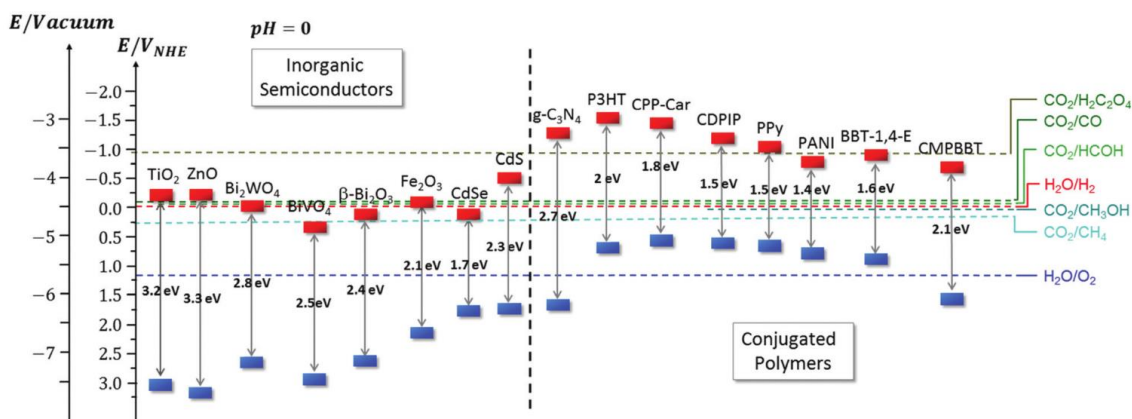 E/Vacuum
E/V_NHE
pH = 0
Inorganic
Semiconductors
−3
−4
−5
−6
−7
−2.0
−1.5
−1.0
−0.5
0.0
0.5
1.0
1.5
2.0
2.5
3.0
TiO₂
ZnO
Bi₂WO₄
BiVO₄
β-Bi₂O₃
Fe₂O₃
CdSe
CdS
g-C₃N₄
P3HT
CPP-Car
CDPIP
PPy
PANI
BBT-1,4-E
CMPBBT
3.2 eV
3.3 eV
2.8 eV
2.5 eV
2.4 eV
2.1 eV
1.7 eV
2.3 eV
2.7 eV
2 eV
1.8 eV
1.5 eV
1.5 eV
1.4 eV
1.6 eV
2.1 eV
CO₂/H₂C₂O₄
CO₂/CO
CO₂/HCOH
H₂O/H₂
CO₂/CH₃OH
CO₂/CH₄
H₂O/O₂
Conjugated
Polymers